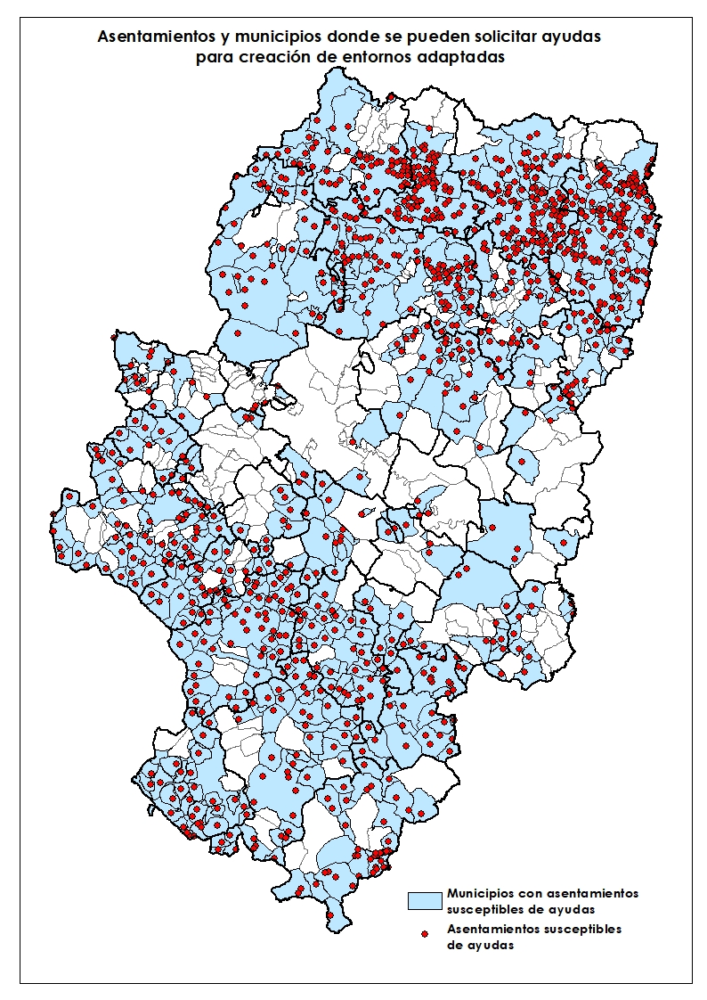 Asentamientos y municipios donde se pueden solicitar ayudas
para creación de entornos adaptadas
Municipios con asentamientos
susceptibles de ayudas
Asentamientos susceptibles
de ayudas